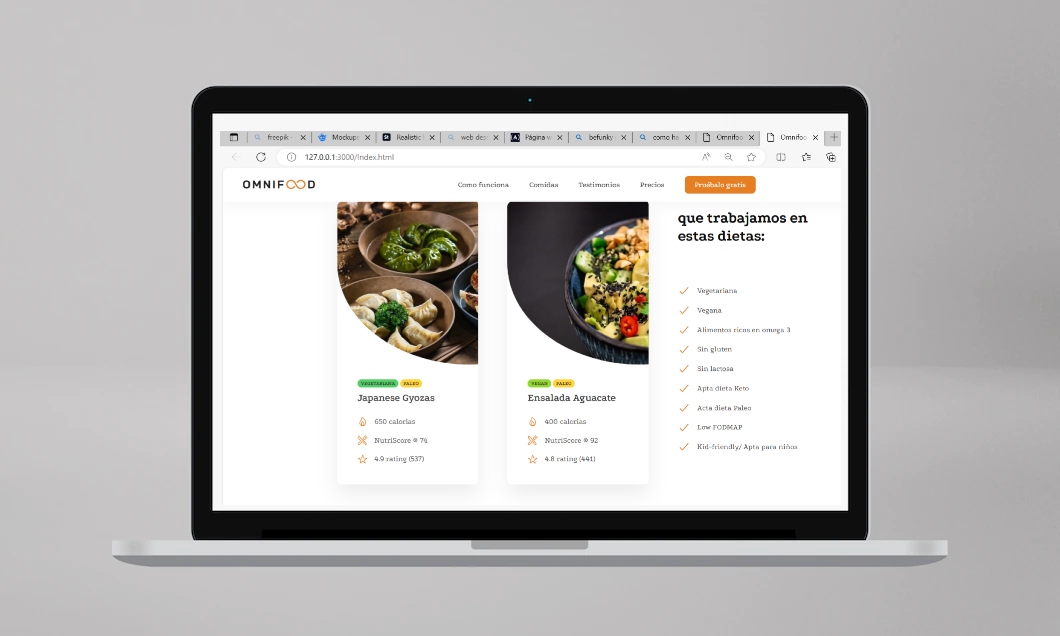 freepik
Mockups
Realistic
web des
Página w
befunky
como ha
Omnifoo
Omnifoo
127.0.0.1:3000/Index.html
OMNIFOOD
Como funciona
Comidas
Testimonios
Precios
Pruébalo gratis
VEGETARIANA PALEO
Japanese Gyozas
650 calorías
NutriScore ® 74
4.9 rating (537)
VEGAN PALEO
Ensalada Aguacate
400 calorías
NutriScore ® 92
4.8 rating (441)
que trabajamos en
estas dietas:
Vegetariana
Vegana
Alimentos ricos en omega 3
Sin gluten
Sin lactosa
Apta dieta Keto
Acta dieta Paleo
Low FODMAP
Kid-friendly/ Apta para niños